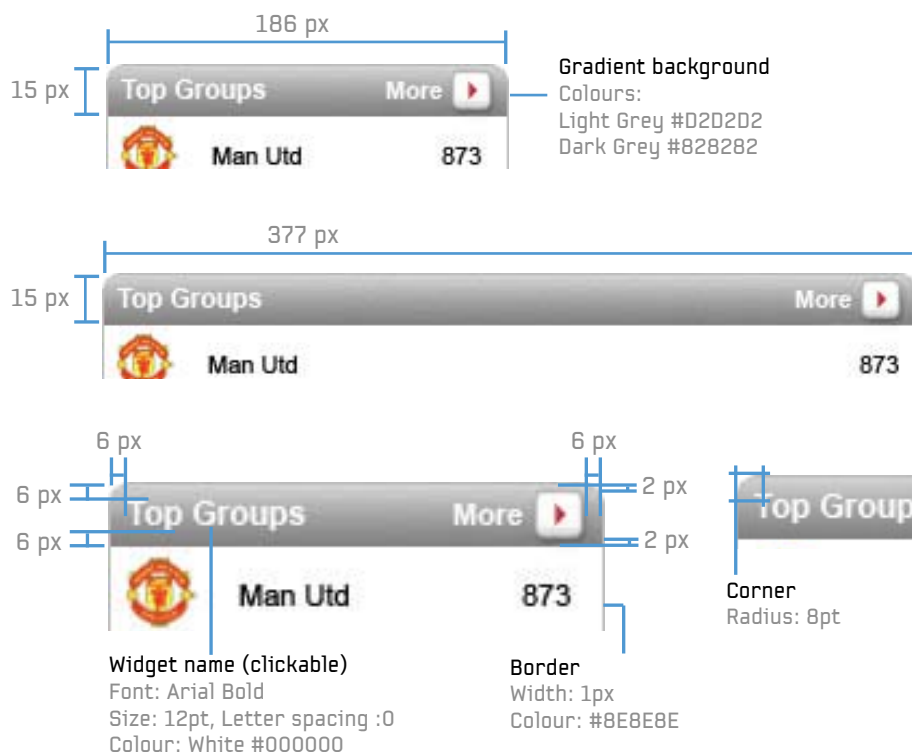 186 px
15 px
Top Groups More
Man Utd 873
Gradient background
Colours:
Light Grey #D2D2D2
Dark Grey #828282
377 px
15 px
Top Groups More
Man Utd 873
6 px
6 px
6 px
6 px
2 px
2 px
Top Groups More
Man Utd 873
Top Group
Corner
Radius: 8pt
Widget name (clickable)
Font: Arial Bold
Size: 12pt, Letter spacing :0
Colour: White #000000
Border
Width: 1px
Colour: #8E8E8E